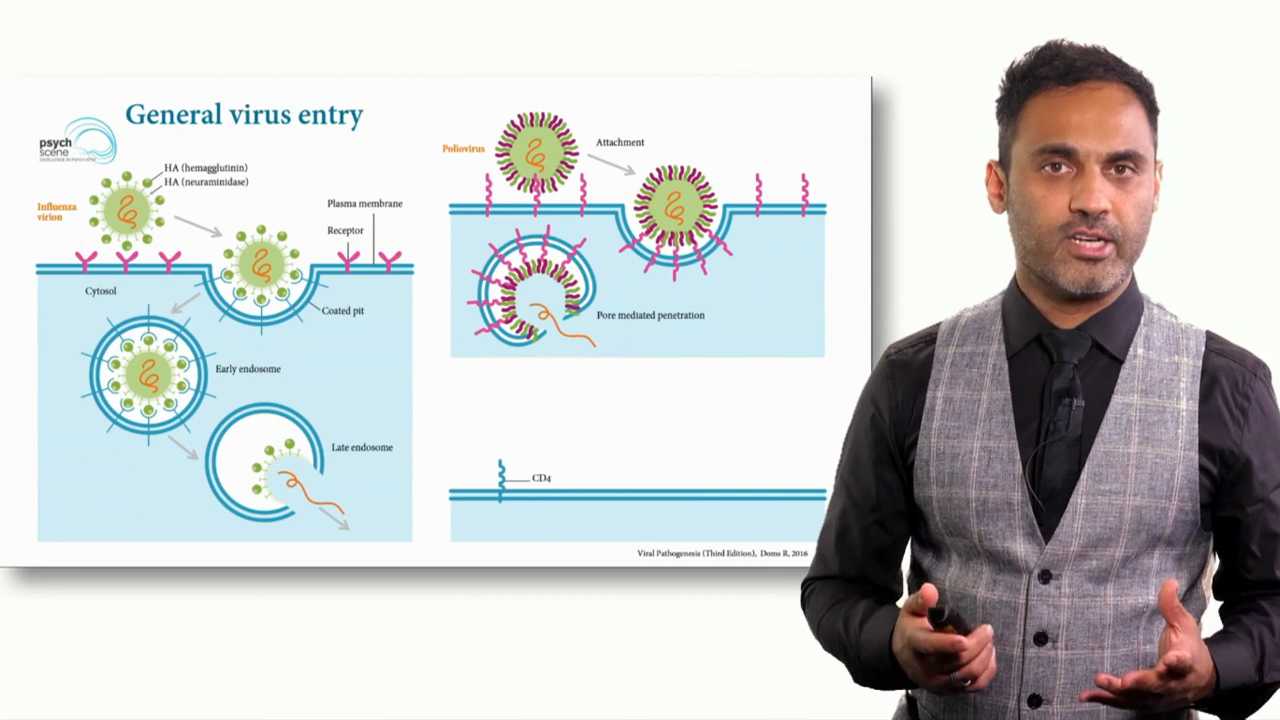 General virus entry
psych
scene
HA (hemagglutinin)
HA (neuraminidase)
Influenza
virion
Plasma membrane
Receptor
Cytosol
Coated pit
Early endosome
Late endosome
Poliovirus
Attachment
Pore mediated penetration
CD4
Viral Pathogenesis (Third Edition), Doms R, 2016